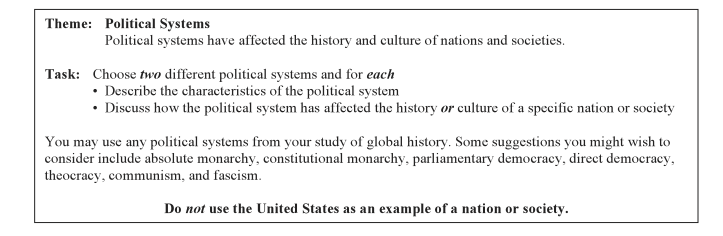 Theme: Political Systems
Political systems have affected the history and culture of nations and societies.
Task: Choose two different political systems and for each
• Describe the characteristics of the political system
• Discuss how the political system has affected the history or culture of a specific nation or society
You may use any political systems from your study of global history. Some suggestions you might wish to
consider include absolute monarchy, constitutional monarchy, parliamentary democracy, direct democracy,
theocracy, communism, and fascism.
Do not use the United States as an example of a nation or society.